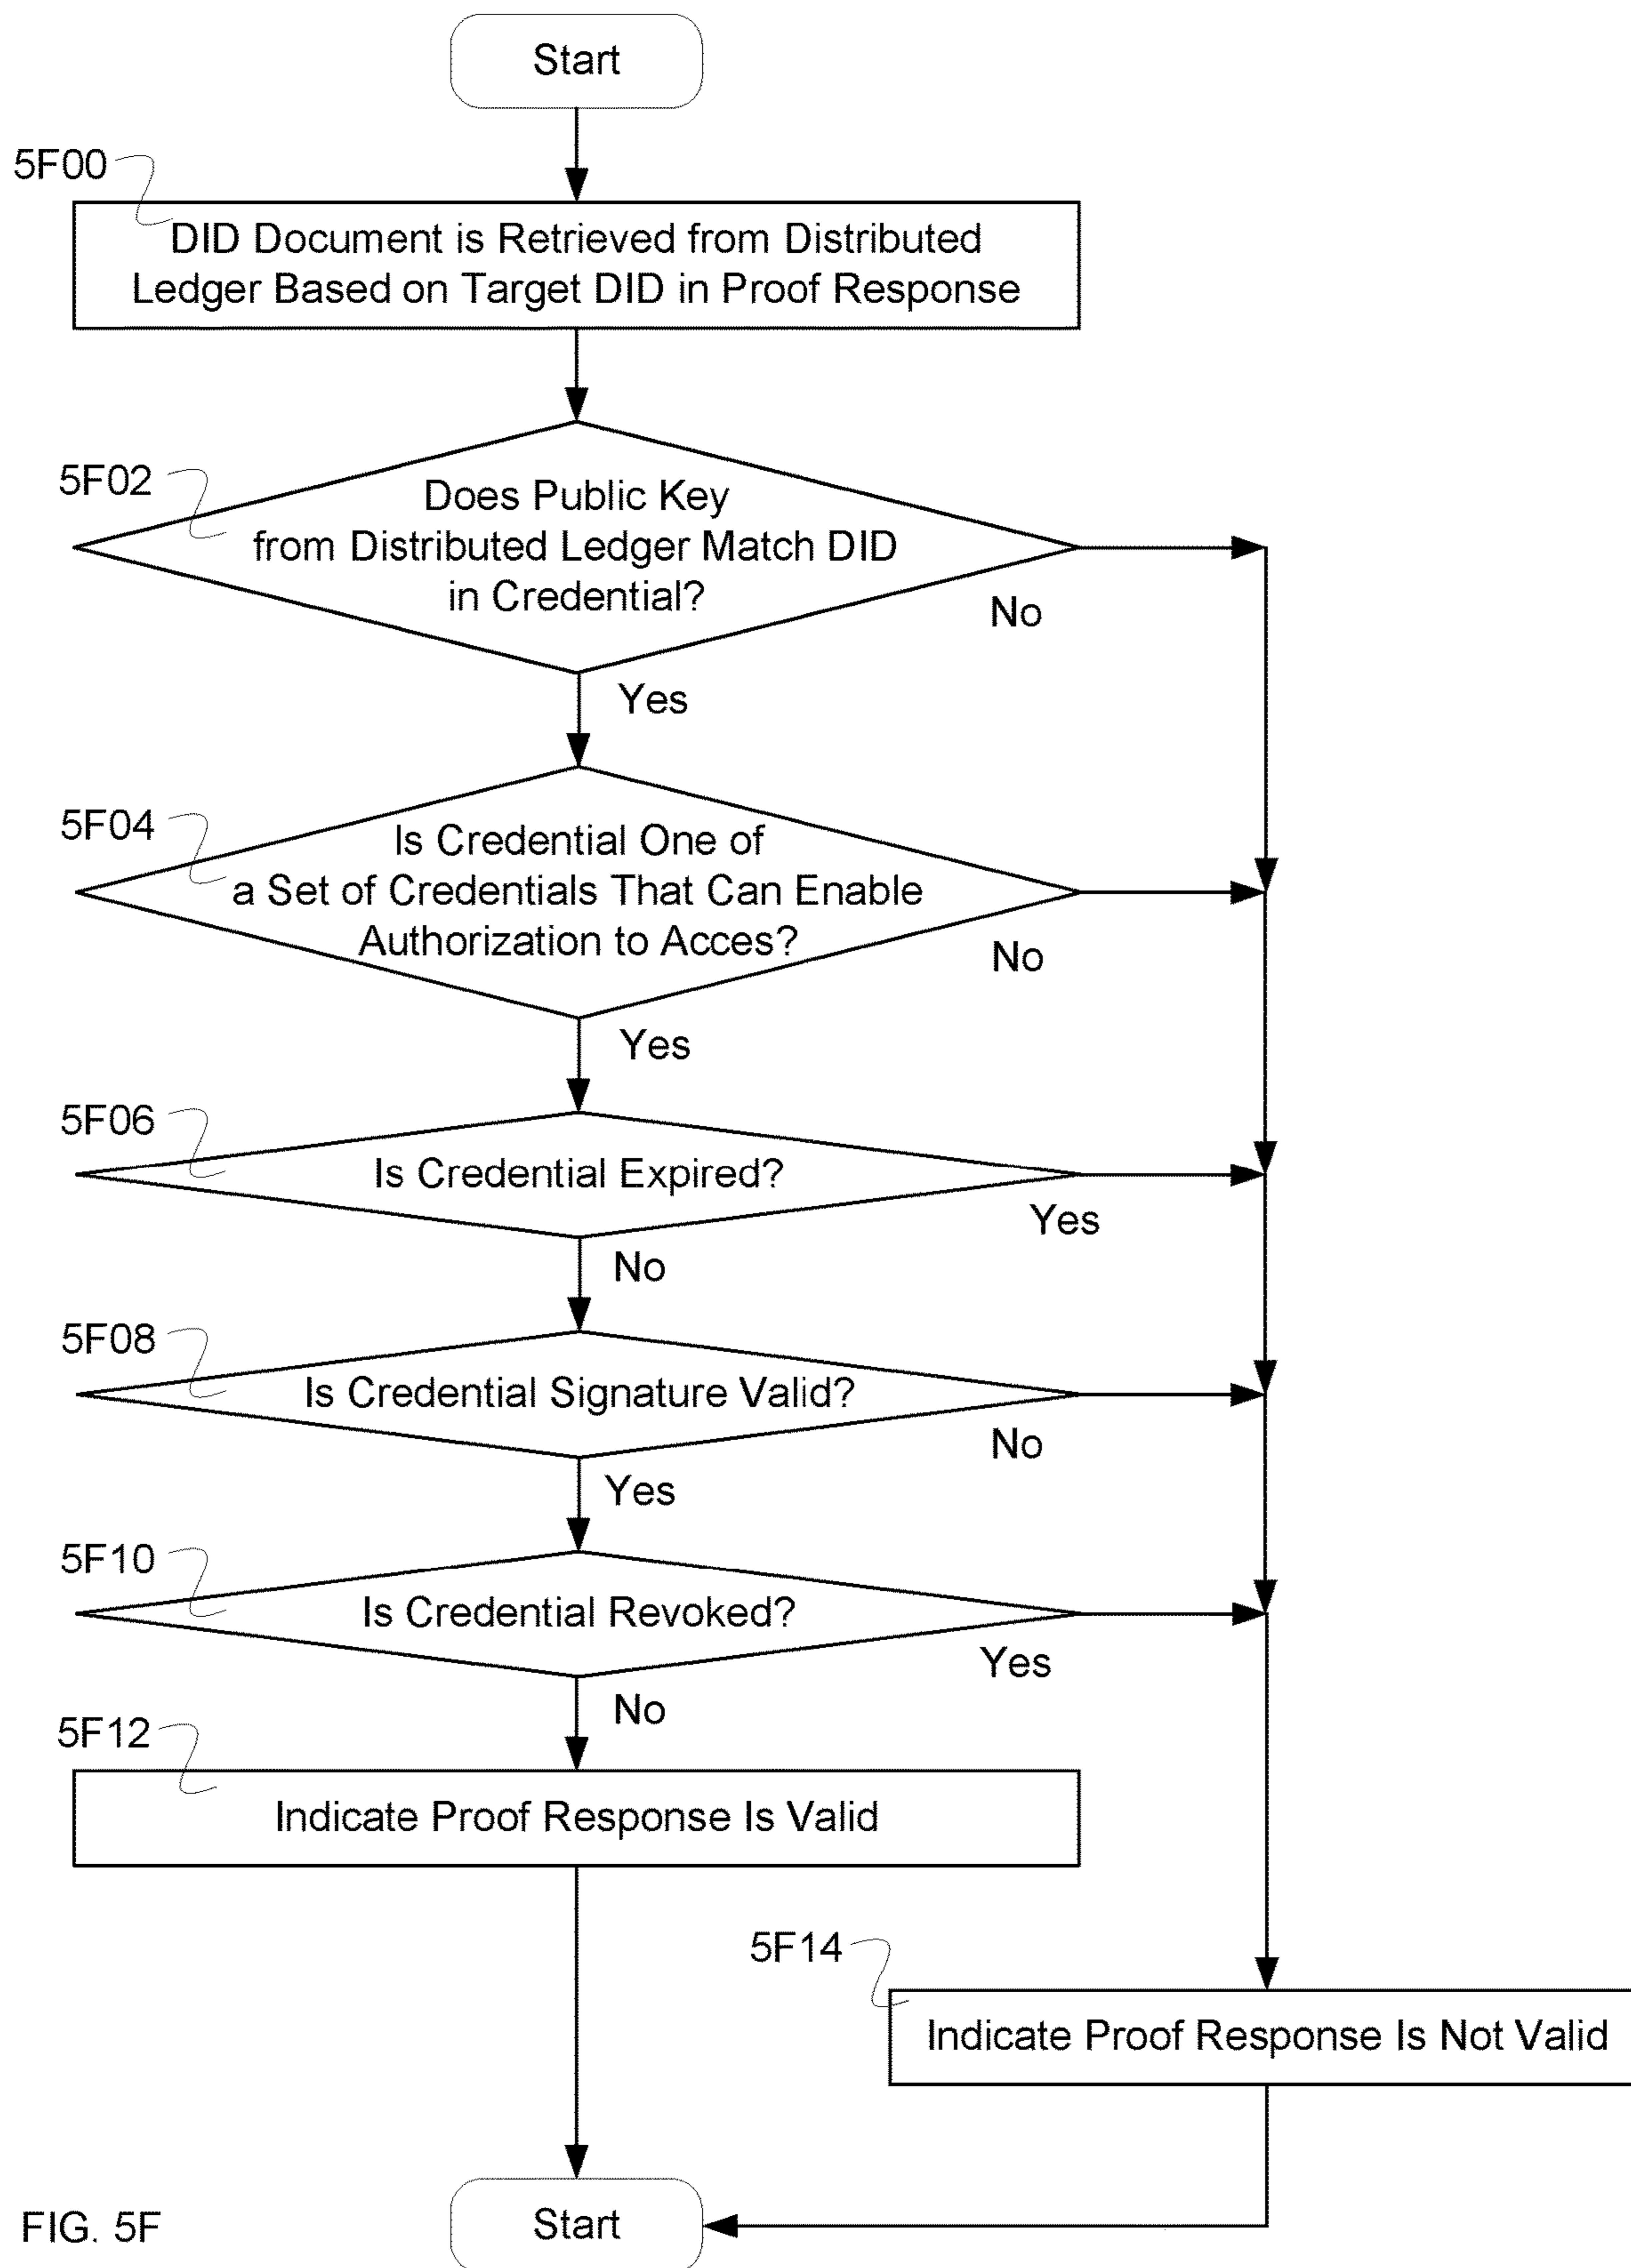 Start
5F00
DID Document is Retrieved from Distributed
Ledger Based on Target DID in Proof Response
5F02
Does Public Key
from Distributed Ledger Match DID
in Credential?
No
Yes
5F04
Is Credential One of
a Set of Credentials That Can Enable
Authorization to Acces?
No
Yes
5F06
Is Credential Expired?
Yes
No
5F08
Is Credential Signature Valid?
No
Yes
5F10
Is Credential Revoked?
Yes
No
5F12
Indicate Proof Response Is Valid
5F14
Indicate Proof Response Is Not Valid
Start
FIG. 5F